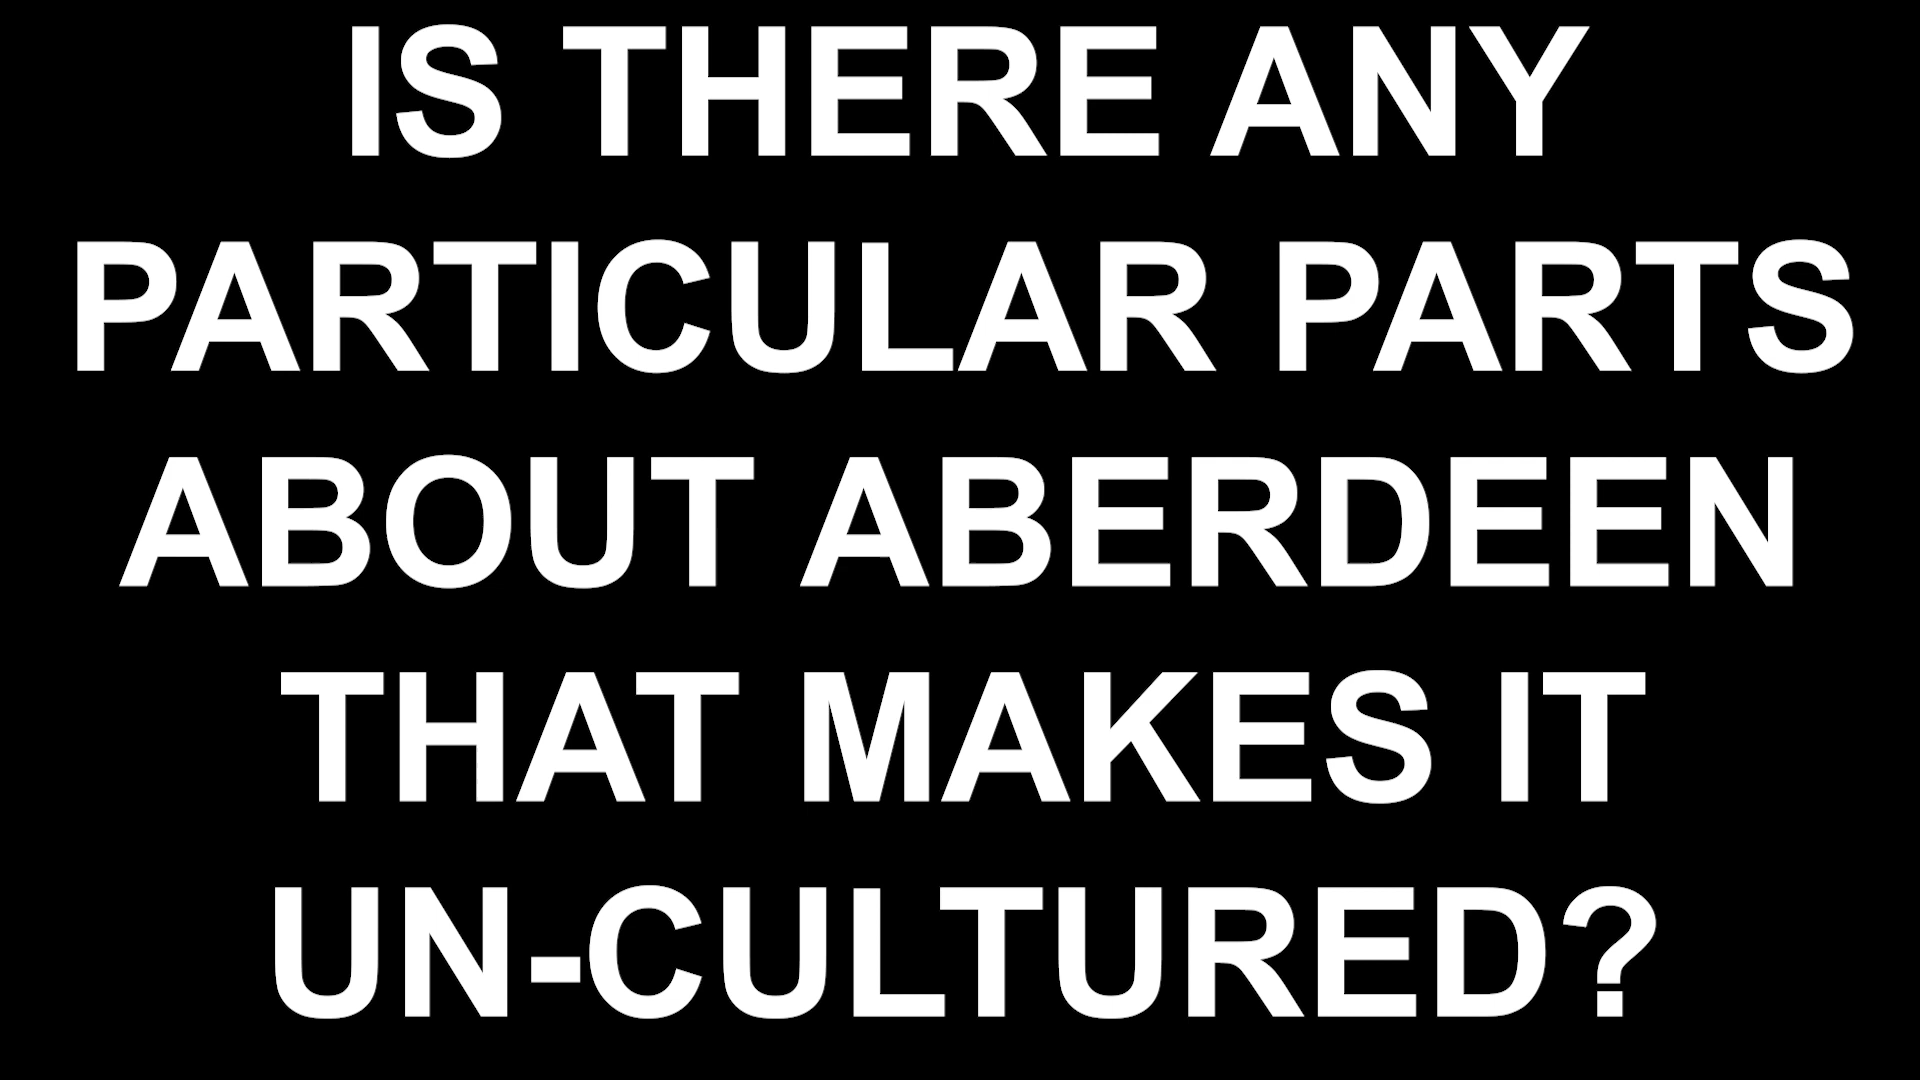 IS THERE ANY
PARTICULAR PARTS
ABOUT ABERDEEN
THAT MAKES IT
UN-CULTURED?